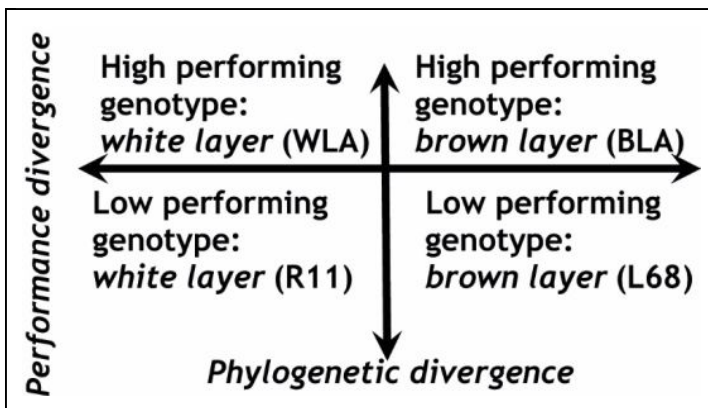 Performance divergence
High performing
genotype:
white layer (WLA)
High performing
genotype:
brown layer (BLA)
Low performing
genotype:
white layer (R11)
Low performing
genotype:
brown layer (L68)
Phylogenetic divergence